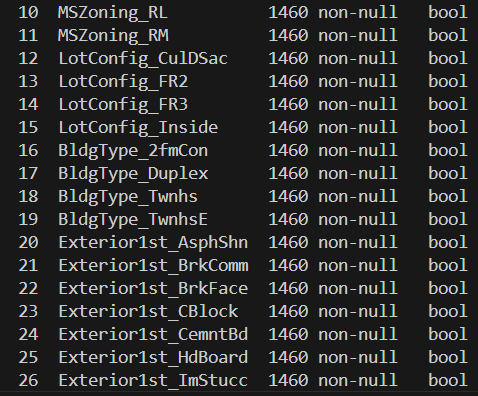 10 MSZoning_RL 1460 non-null bool
11 MSZoning_RM 1460 non-null bool
12 LotConfig_CulDSac 1460 non-null bool
13 LotConfig_FR2 1460 non-null bool
14 LotConfig_FR3 1460 non-null bool
15 LotConfig_Inside 1460 non-null bool
16 BldgType_2fmCon 1460 non-null bool
17 BldgType_Duplex 1460 non-null bool
18 BldgType_Twnhs 1460 non-null bool
19 BldgType_TwnhsE 1460 non-null bool
20 Exterior1st_AsphShn 1460 non-null bool
21 Exterior1st_BrkComm 1460 non-null bool
22 Exterior1st_BrkFace 1460 non-null bool
23 Exterior1st_CBlock 1460 non-null bool
24 Exterior1st_CemntBd 1460 non-null bool
25 Exterior1st_HdBoard 1460 non-null bool
26 Exterior1st_ImStucc 1460 non-null bool